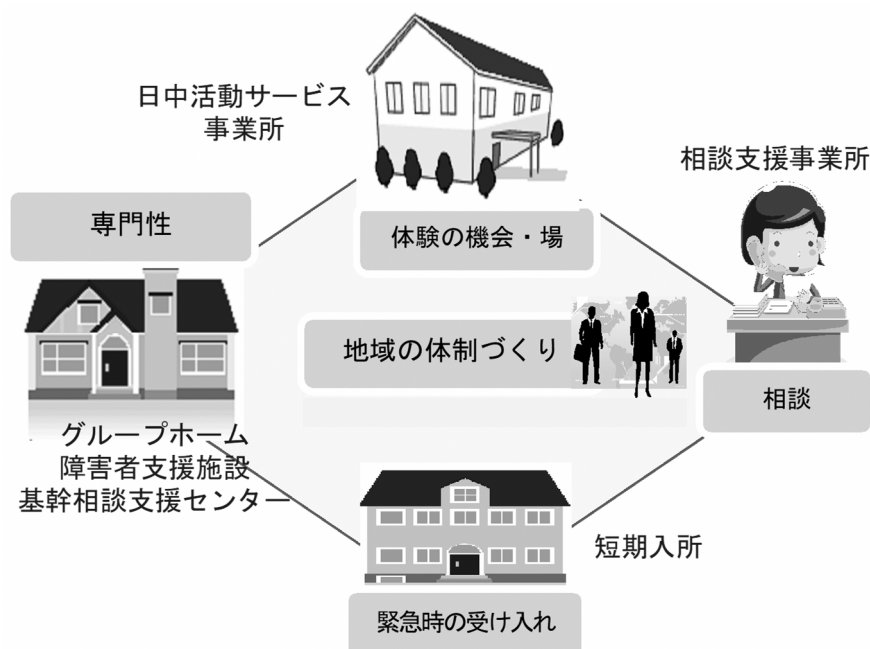 日中活動サービス
事業所
相談支援事業所
専門性
体験の機会・場
地域の体制づくり
相談
グループホーム
障害者支援施設
基幹相談支援センター
短期入所
緊急時の受け入れ